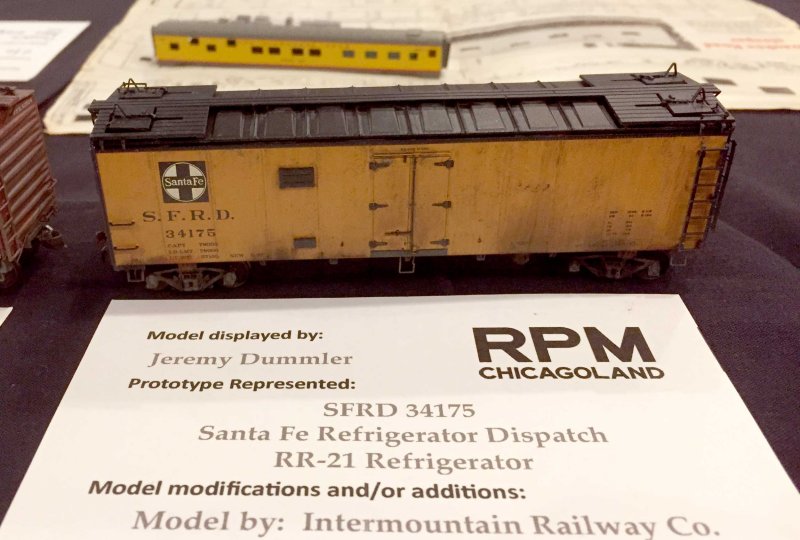 Santa Fe
S. F. R. D.
34175
Model displayed by:
Jeremy Dummler
RPM
CHICAGOLAND
Prototype Represented:
SFRD 34175
Santa Fe Refrigerator Dispatch
RR-21 Refrigerator
Model modifications and/or additions:
Model by: Intermountain Railway Co.